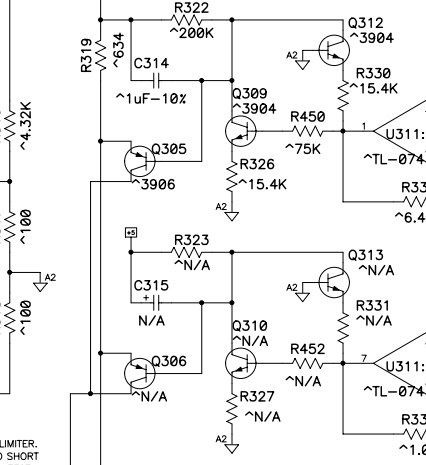 R322
^200K
Q312
^3904
A2
R319
^634
C314
^1uF-10%
R330
^15.4K
Q309
^3904
R450
^75K
1
U311:
^TL-074
^4.32K
Q305
^3906
R326
^15.4K
A2
R33
^6.4
^100
+5
R323
^N/A
Q313
^N/A
A2
A2
C315
+
N/A
R331
^N/A
^100
Q310
^N/A
R452
^N/A
7
U311:
^TL-074
Q306
^N/A
R327
^N/A
A2
R33
^1.0
LIMITER.
SHORT